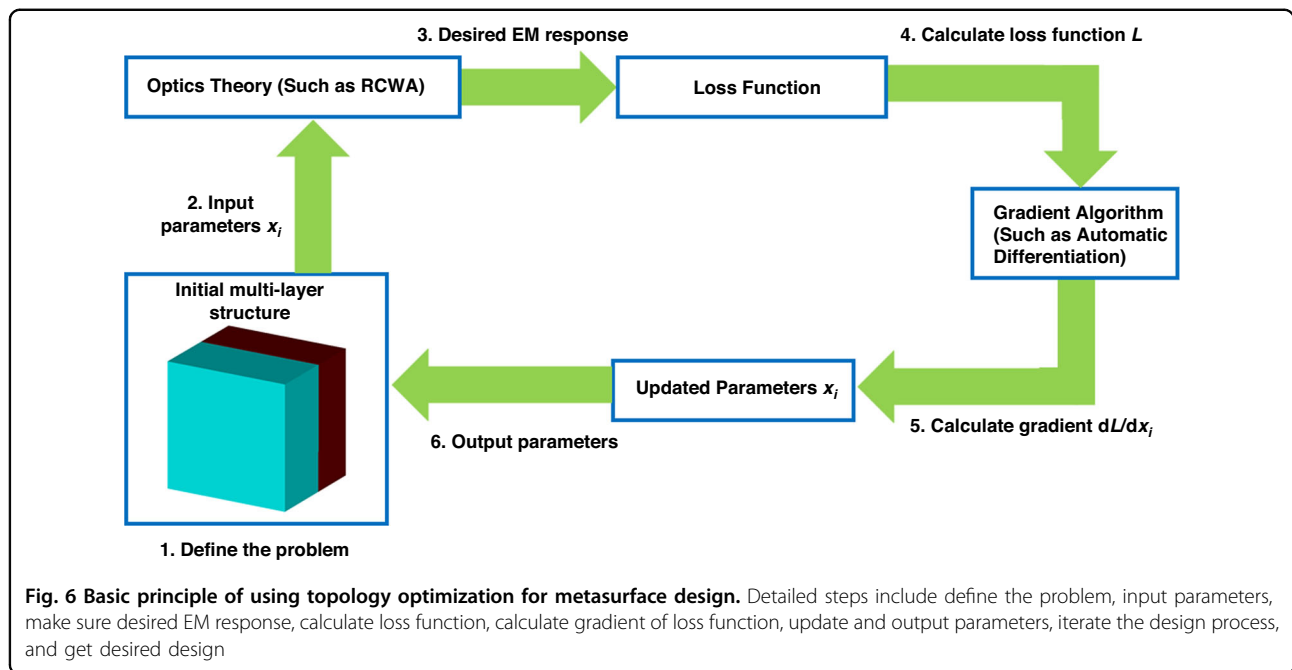 3. Desired EM response
4. Calculate loss function L
Optics Theory (Such as RCWA)
Loss Function
2. Input
parameters xi
Gradient Algorithm
(Such as Automatic
Differentiation)
Initial multi-layer
structure
Updated Parameters xi
5. Calculate gradient dL/dxi
6. Output parameters
1. Define the problem
Fig. 6 Basic principle of using topology optimization for metasurface design. Detailed steps include define the problem, input parameters,
make sure desired EM response, calculate loss function, calculate gradient of loss function, update and output parameters, iterate the design process,
and get desired design